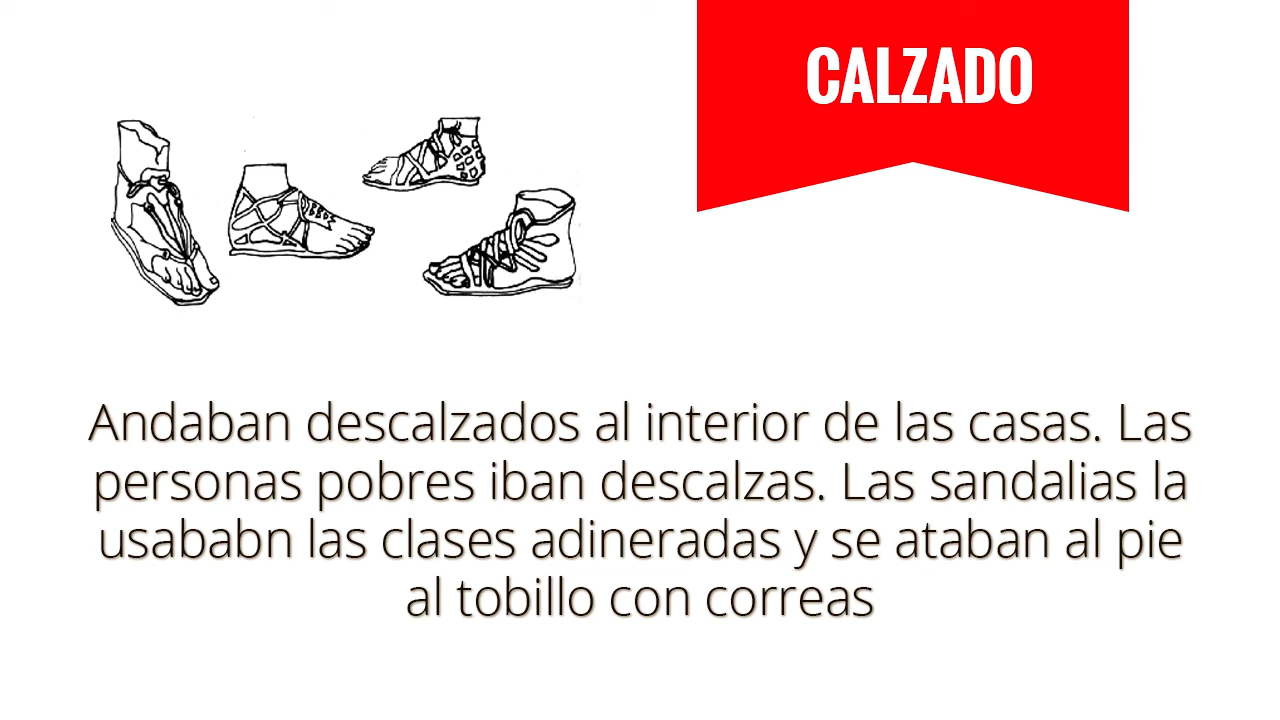 CALZADO
Andaban descalzados al interior de las casas. Las
personas pobres iban descalzas. Las sandalias la
usababn las clases adineradas y se ataban al pie
al tobillo con correas